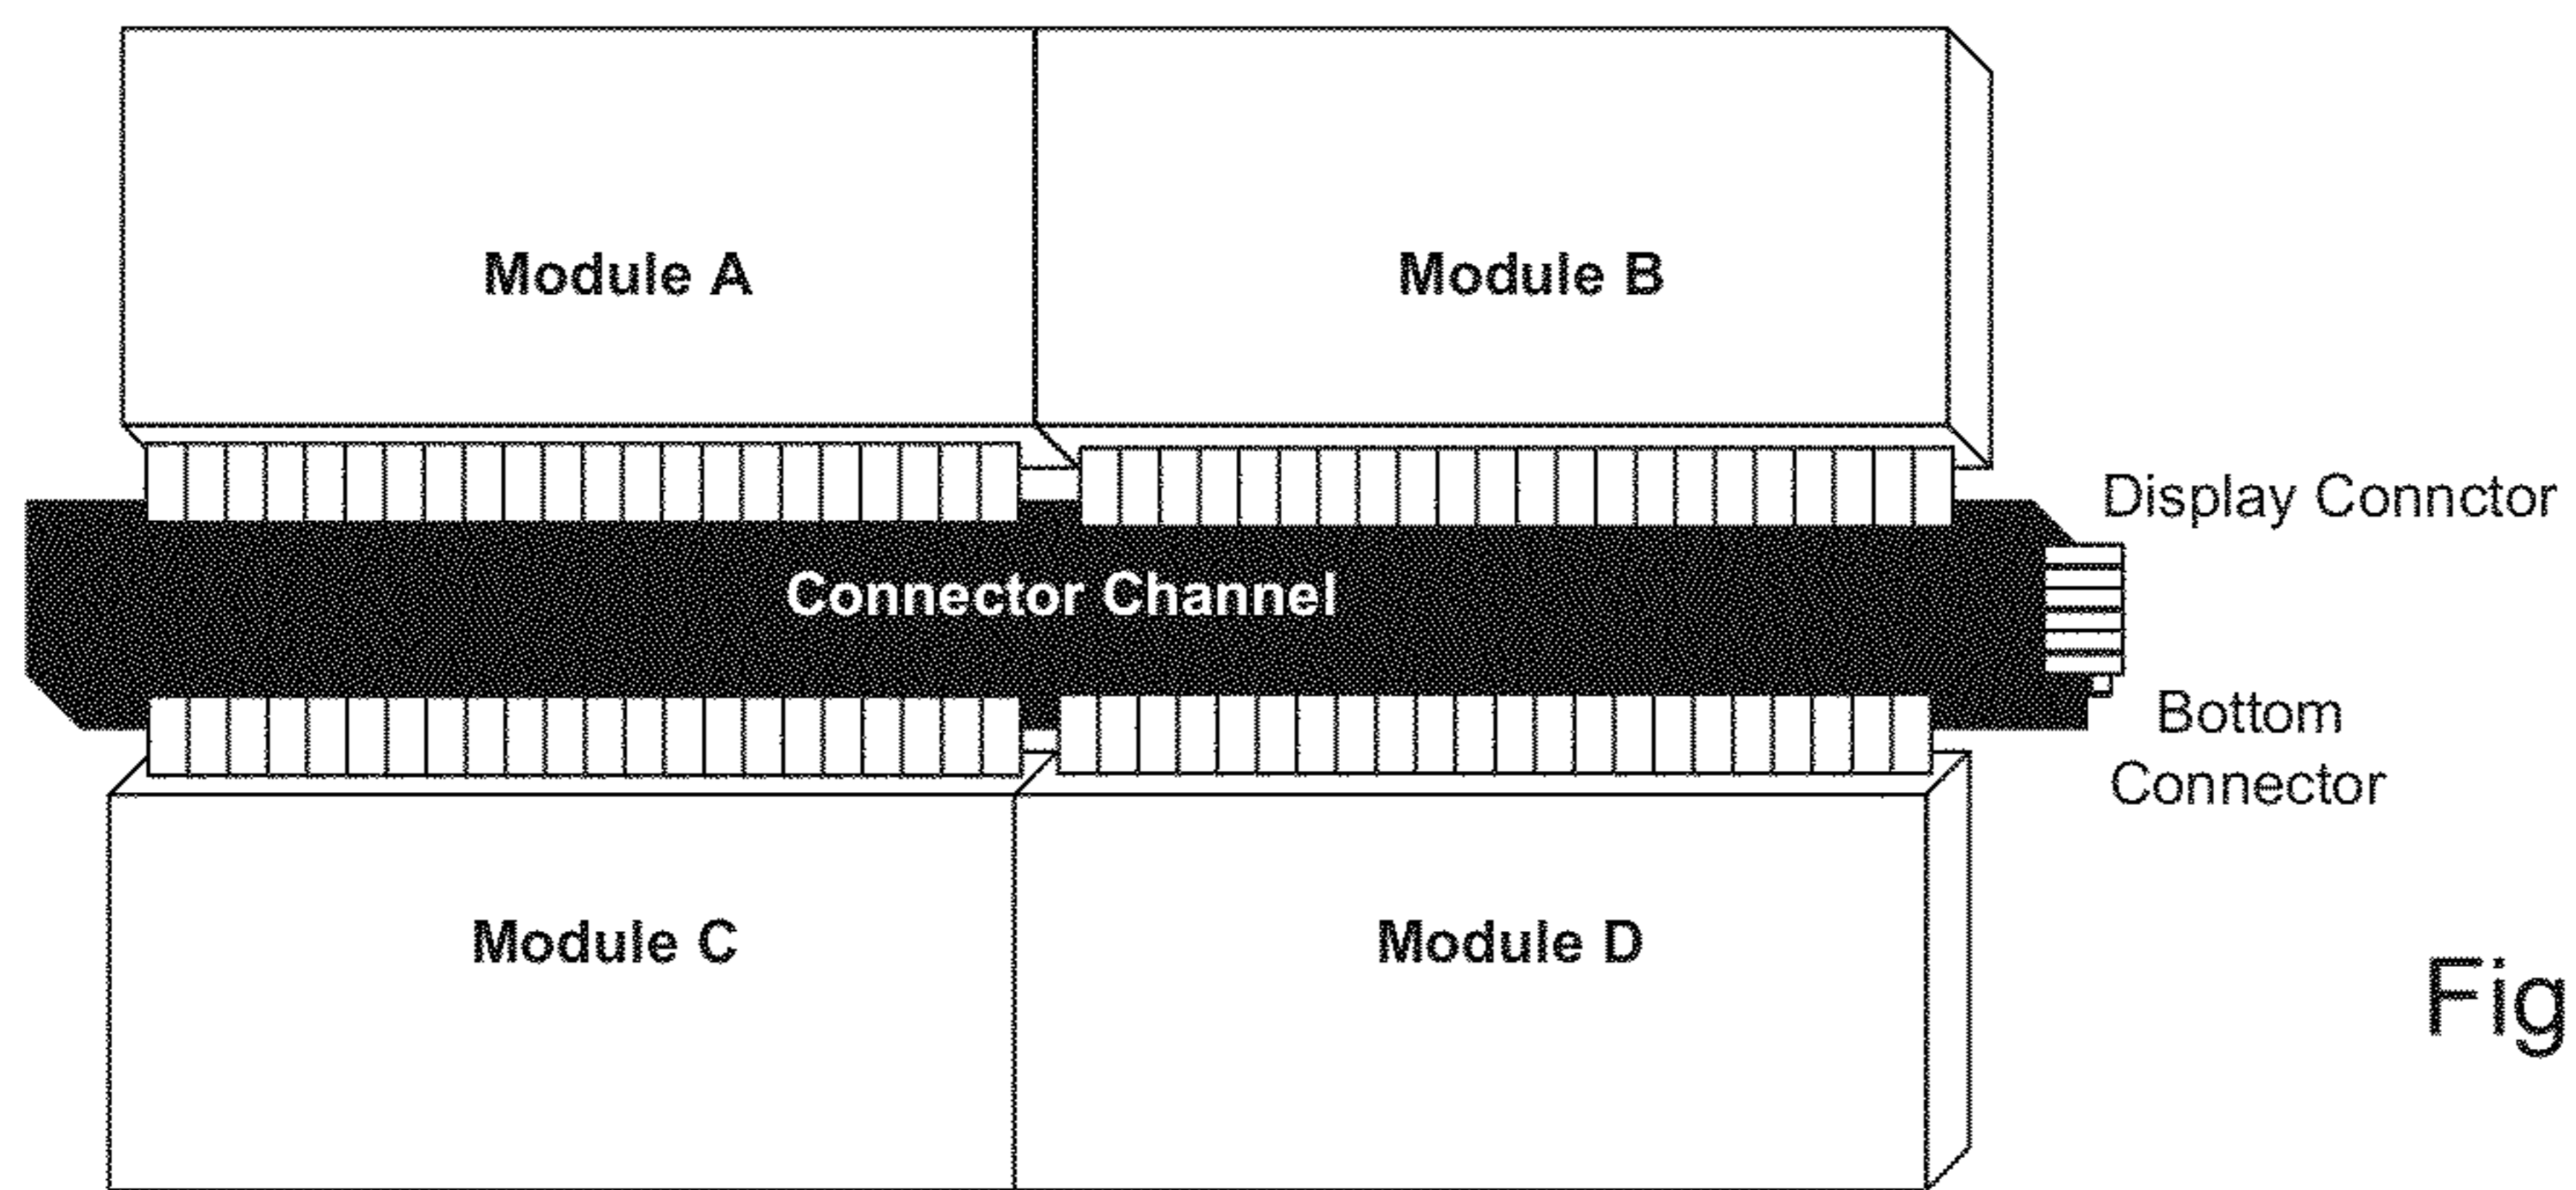 Module A
Module B
Display Connctor
Connector Channel
Bottom
Connector
Module C
Module D
Fig